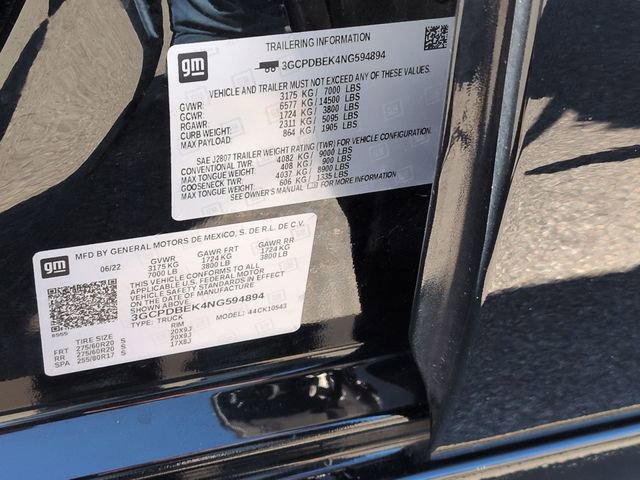 gm
TRAILERING INFORMATION
3GCPDBEK4NG594894
VEHICLE AND TRAILER MUST NOT EXCEED ANY OF THESE VALUES.
GVWR: 3175 KG/ 7000 LBS
GCWR: 6577 KG/ 14500 LBS
RGAWR: 1724 KG/ 3800 LBS
CURB WEIGHT: 2311 KG/ 5095 LBS
MAX PAYLOAD: 864 KG/ 1905 LBS
SAE J2807 TRAILER WEIGHT RATING (TWR) FOR VEHICLE CONFIGURATION.
CONVENTIONAL TWR: 4082 KG/ 9000 LBS
MAX TONGUE WEIGHT: 408 KG/ 900 LBS
GOOSENECK TWR: 4037 KG/ 8900 LBS
MAX TONGUE WEIGHT: 606 KG/ 1335 LBS
SEE OWNER'S MANUAL FOR MORE INFORMATION
gm
MFD BY GENERAL MOTORS DE MEXICO, S. DE R.L. DE C.V.
06/22 GVWR GAWR FRT GAWR RR
3175 KG 1724 KG 1724 KG
7000 LB 3800 LB 3800 LB
THIS VEHICLE CONFORMS TO ALL
APPLICABLE U.S. FEDERAL MOTOR
VEHICLE SAFETY STANDARDS IN EFFECT
ON THE DATE OF MANUFACTURE
SHOWN ABOVE.
3GCPDBEK4NG594894
TYPE: TRUCK MODEL: 44CK10543
TIRE SIZE RIM
FRT 275/60R20 S 20X9J
RR 275/60R20 S 20X9J
SPA 255/80R17 S 17X8J